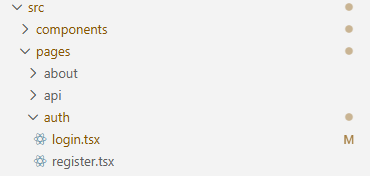 src
components
pages
about
api
auth
login.tsx M
register.tsx